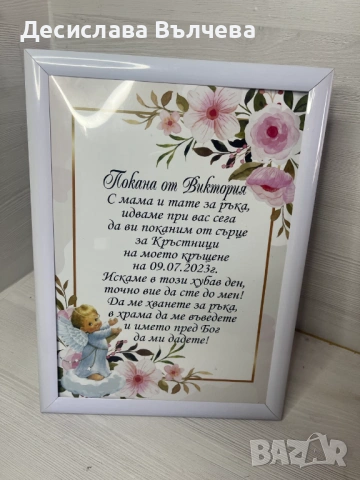 Десислава Вълчева
Покана от Виктория
С мама и тате за ръка,
идваме при вас сега
да ви поканим от сърце
за Кръстници
на моето кръщене
на 09.07.2023г.
Искаме в този хубав ден,
точно вие да сте до мен!
Да ме хванете за ръка,
в храма да ме въведете
и името пред Бог
да ми дадете!
BAZAR